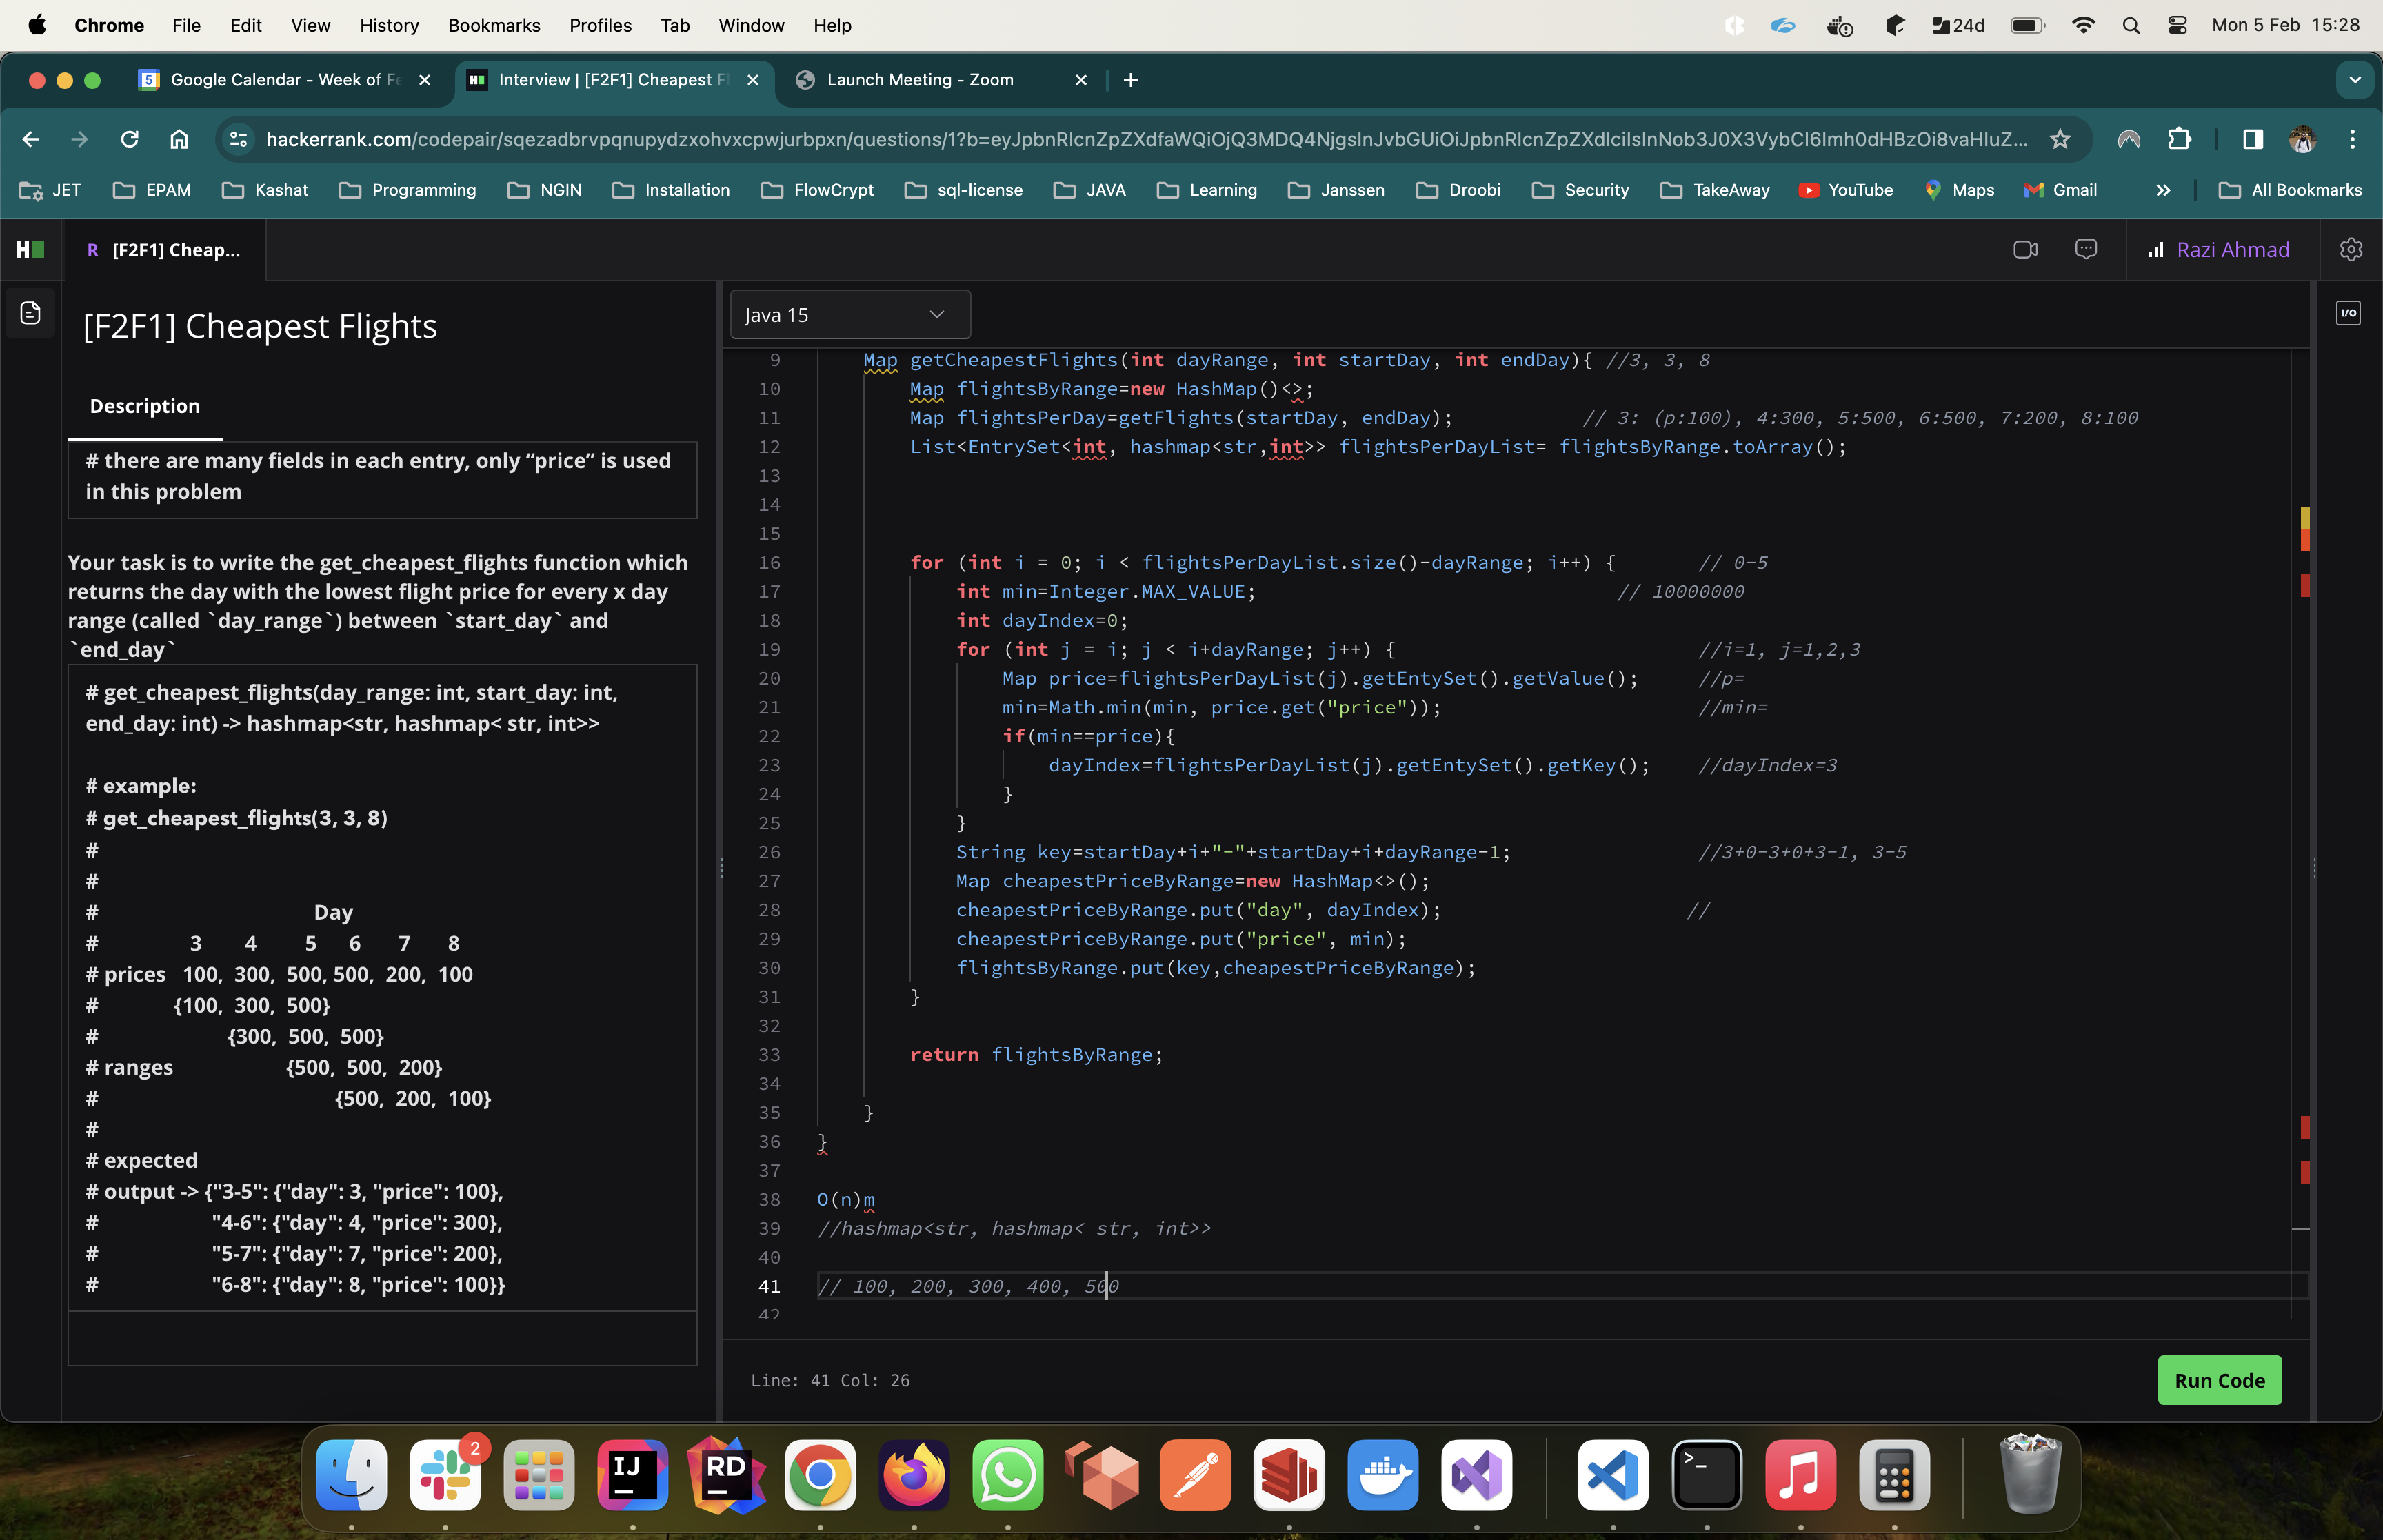 Chrome File Edit View History Bookmarks Profiles Tab Window Help 24d Mon 5 Feb 15:28
5 Google Calendar - Week of Fe Interview | [F2F1] Cheapest Fl Launch Meeting - Zoom
JET EPAM Kashat Programming NGIN Installation FlowCrypt sql-license JAVA Learning Janssen Droobi Security TakeAway YouTube Maps Gmail All Bookmarks
H R [F2F1] Cheap... Razi Ahmad
[F2F1] Cheapest Flights
Description
# there are many fields in each entry, only “price” is used
in this problem
Your task is to write the get_cheapest_flights function which
returns the day with the lowest flight price for every x day
range (called `day_range`) between `start_day` and
`end_day`
# get_cheapest_flights(day_range: int, start_day: int,
end_day: int) -> hashmap<str, hashmap< str, int>>
# example:
# get_cheapest_flights(3, 3, 8)
#
#
# Day
# 3 4 5 6 7 8
# prices 100, 300, 500, 500, 200, 100
# {100, 300, 500}
# {300, 500, 500}
# ranges {500, 500, 200}
# {500, 200, 100}
#
# expected
# output -> {"3-5": {"day": 3, "price": 100},
# "4-6": {"day": 4, "price": 300},
# "5-7": {"day": 7, "price": 200},
# "6-8": {"day": 8, "price": 100}}
Java 15
I/O
9 Map getCheapestFlights(int dayRange, int startDay, int endDay){ //3, 3, 8
10 Map flightsByRange=new HashMap()<>;
11 Map flightsPerDay=getFlights(startDay, endDay); // 3: (p:100), 4:300, 5:500, 6:500, 7:200, 8:100
12 List<EntrySet<int, hashmap<str,int>> flightsPerDayList= flightsByRange.toArray();
13
14
15
16 for (int i = 0; i < flightsPerDayList.size()-dayRange; i++) { // 0-5
17 int min=Integer.MAX_VALUE; // 10000000
18 int dayIndex=0;
19 for (int j = i; j < i+dayRange; j++) { //i=1, j=1,2,3
20 Map price=flightsPerDayList(j).getEntySet().getValue(); //p=
21 min=Math.min(min, price.get("price")); //min=
22 if(min==price){
23 dayIndex=flightsPerDayList(j).getEntySet().getKey(); //dayIndex=3
24 }
25 }
26 String key=startDay+i+"-"+startDay+i+dayRange-1; //3+0-3+0+3-1, 3-5
27 Map cheapestPriceByRange=new HashMap<>();
28 cheapestPriceByRange.put("day", dayIndex); //
29 cheapestPriceByRange.put("price", min);
30 flightsByRange.put(key,cheapestPriceByRange);
31 }
32
33 return flightsByRange;
34
35 }
36 }
37
38 O(n)m
39 //hashmap<str, hashmap< str, int>>
40
41 // 100, 200, 300, 400, 500
42
Line: 41 Col: 26
Run Code
2
IJ
RD